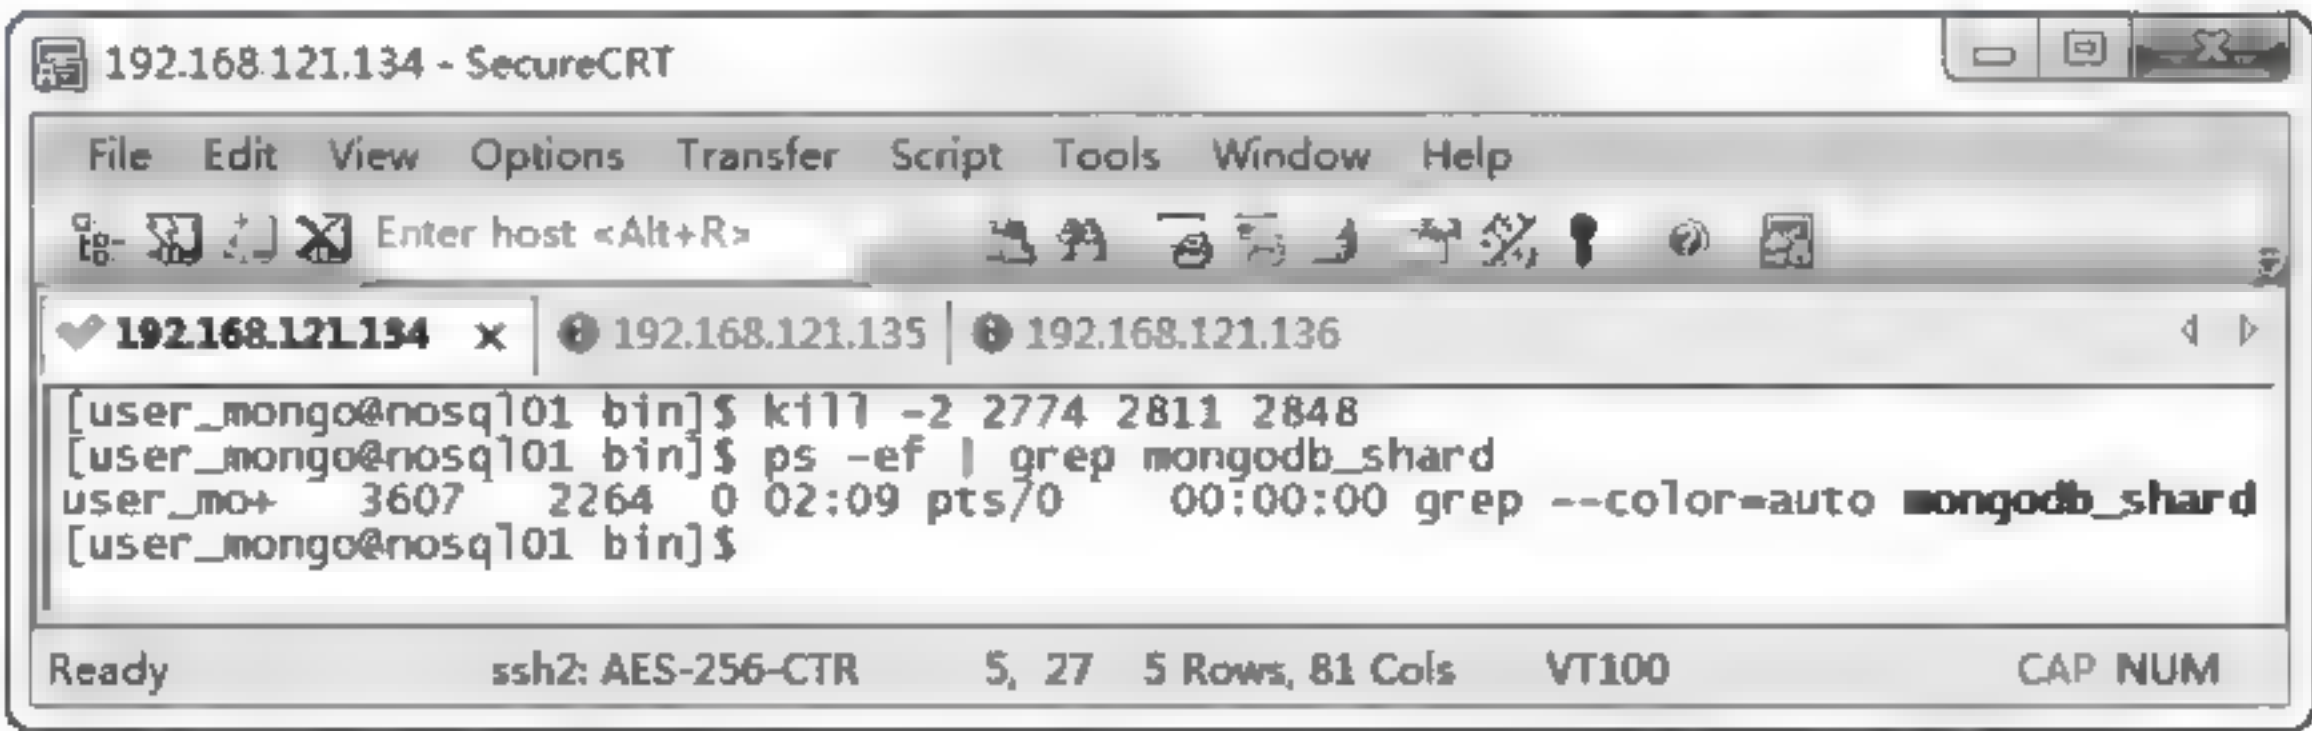 192.168.121.134 - SecureCRT
File Edit View Options Transfer Script Tools Window Help
Enter host <Alt+R>
192.168.121.134 192.168.121.135 192.168.121.136
[user_mongo@nosql01 bin]$ kill -2 2774 2811 2848
[user_mongo@nosql01 bin]$ ps -ef | grep mongodb_shard
user_mo+ 3607 2264 0 02:09 pts/0 00:00:00 grep --color=auto mongodb_shard
[user_mongo@nosql01 bin]$
Ready ssh2: AES-256-CTR 5, 27 5 Rows, 81 Cols VT100 CAP NUM